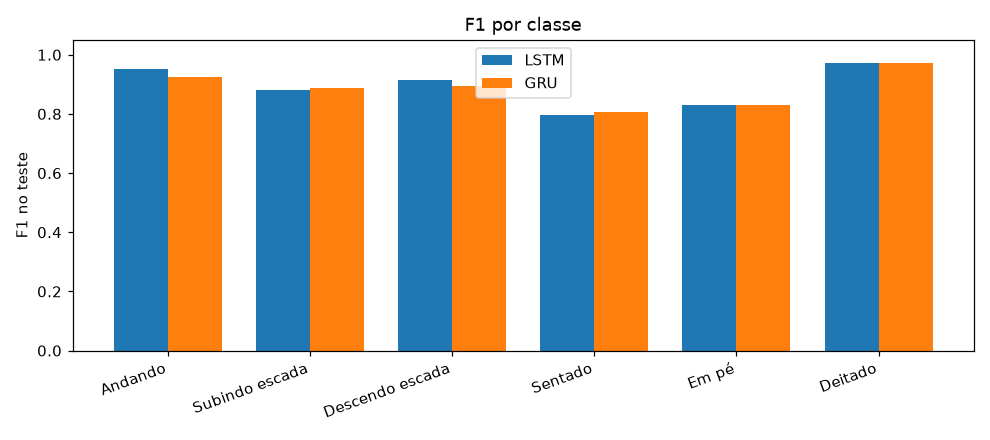 F1 por classe
LSTM
GRU
F1 no teste
1.0
0.8
0.6
0.4
0.2
0.0
Andando
Subindo escada
Descendo escada
Sentado
Em pé
Deitado